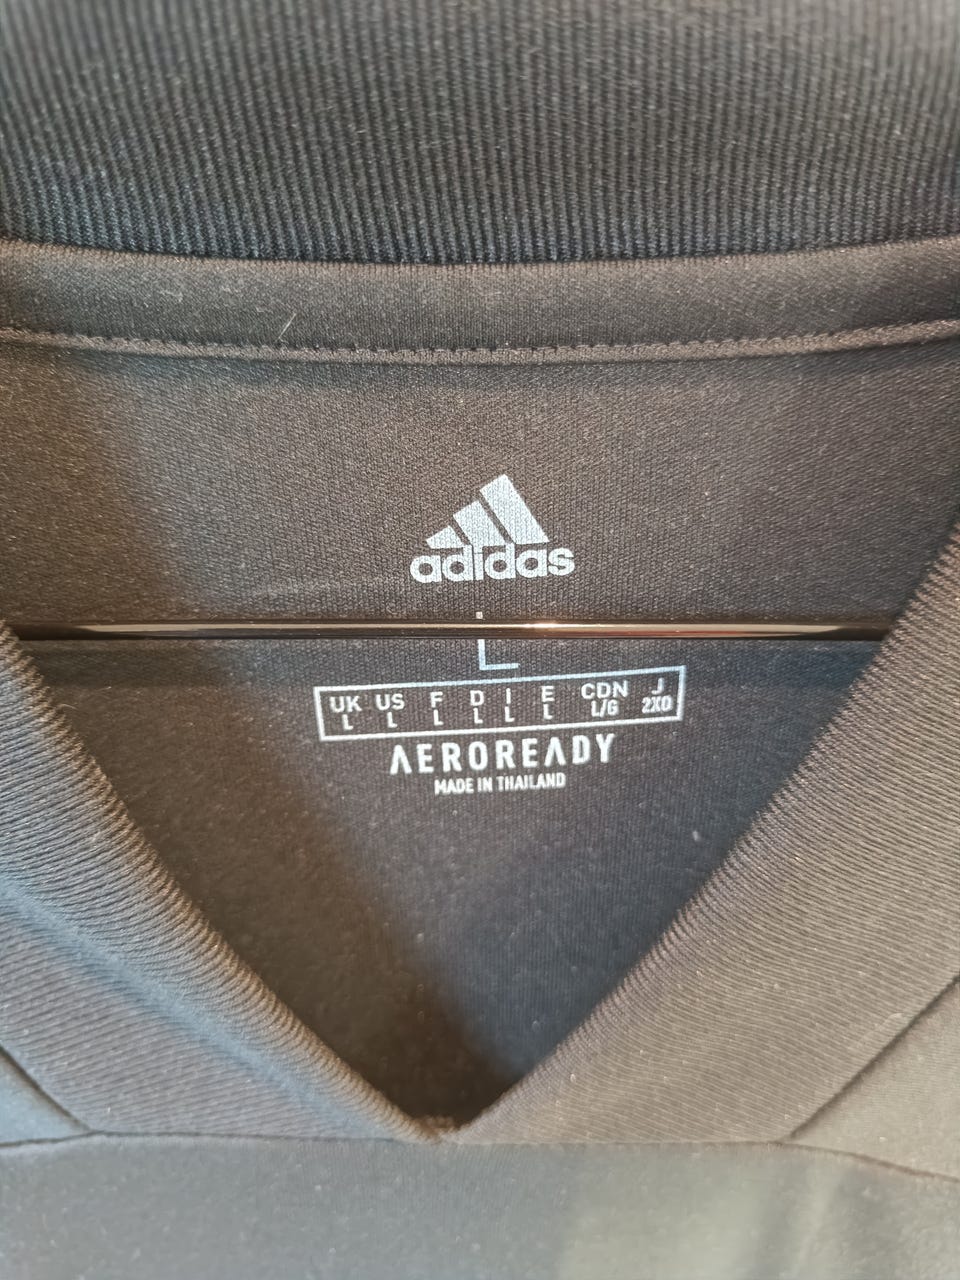 adidas
L
UK US F D I E CDN J
L L L L L L L/G 2XO
AEROREADY
MADE IN THAILAND